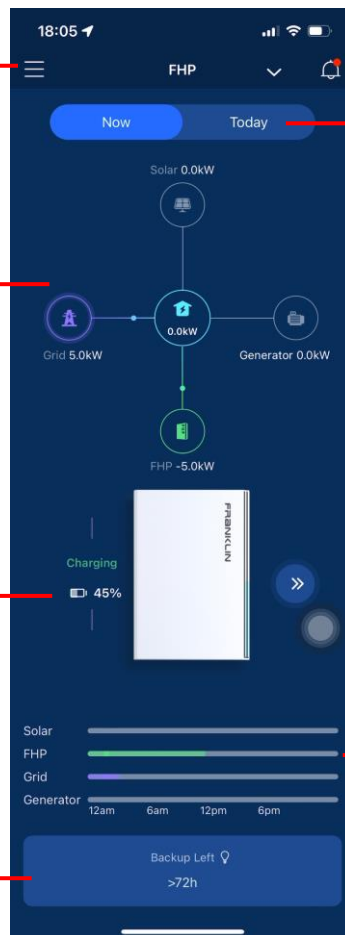 18:05
FHP
Now Today
Solar 0.0kW
0.0kW
Grid 5.0kW
Generator 0.0kW
FHP -5.0kW
FRANKLIN
Charging
45%
Solar
FHP
Grid
Generator
12am 6am 12pm 6pm
Backup Left
>72h